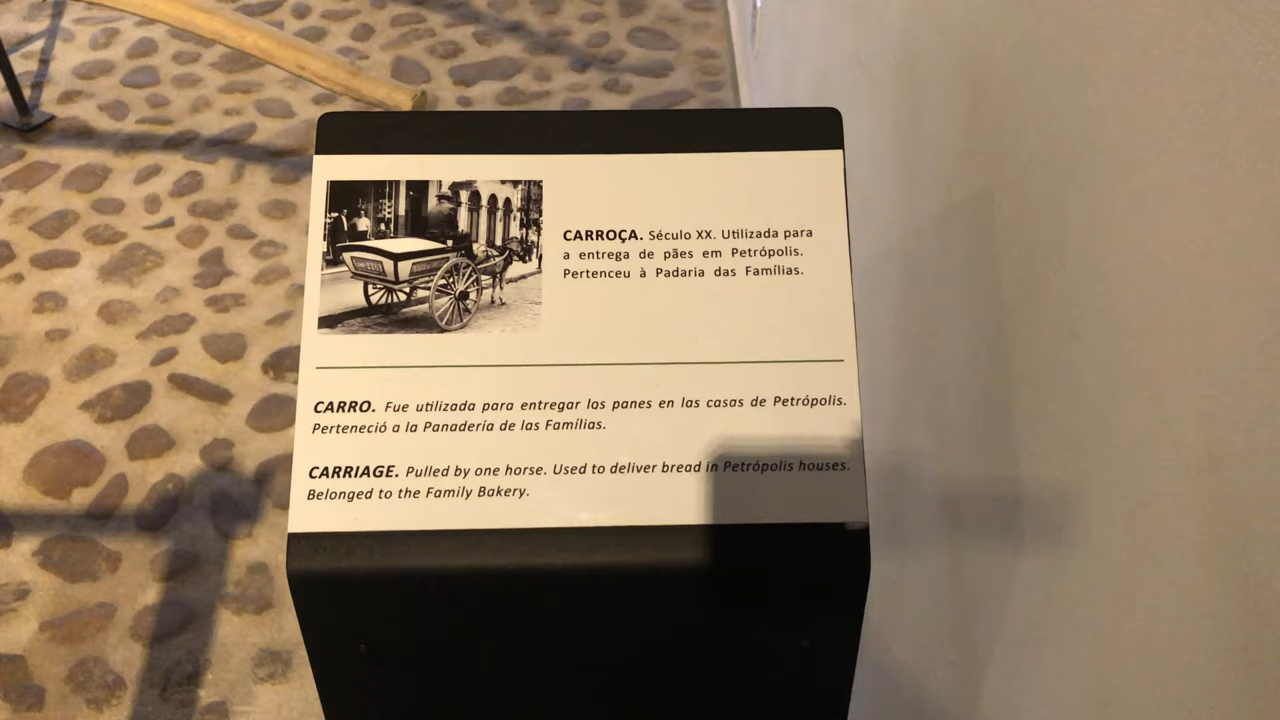 CARROÇA. Século XX. Utilizada para
a entrega de pães em Petrópolis.
Pertenceu à Padaria das Famílias.
CARRO. Fue utilizada para entregar los panes en las casas de Petrópolis.
Perteneció a la Panadería de las Famílias.
CARRIAGE. Pulled by one horse. Used to deliver bread in Petrópolis houses.
Belonged to the Family Bakery.